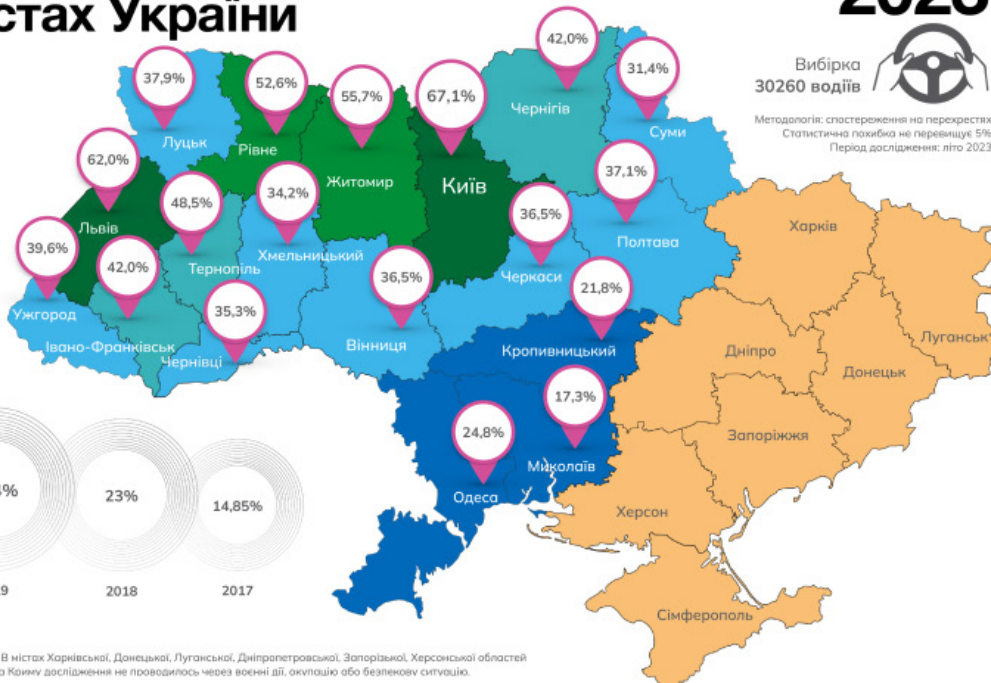 стах України
2023
Вибірка
30260 водіїв
Методологія: спостереження на перехрестях
Статистична похибка не перевищує 5%
Період дослідження: літо 2023
42,0%
Чернігів
31,4%
Суми
37,9%
Луцьк
52,6%
Рівне
55,7%
Житомир
67,1%
Київ
62,0%
Львів
48,5%
Тернопіль
34,2%
Хмельницький
37,1%
Полтава
36,5%
Черкаси
39,6%
Ужгород
42,0%
Івано-Франківськ
35,3%
Чернівці
36,5%
Вінниця
21,8%
Кропивницький
17,3%
Миколаїв
24,8%
Одеса
Харків
Луганськ
Дніпро
Донецьк
Запоріжжя
Херсон
Сімферополь
4%
23%
14,85%
9
2018
2017
В містах Харківської, Донецької, Луганської, Дніпропетровської, Запорізької, Херсонської областей
а Криму дослідження не проводилось через воєнні дії, окупацію або безпекову ситуацію.